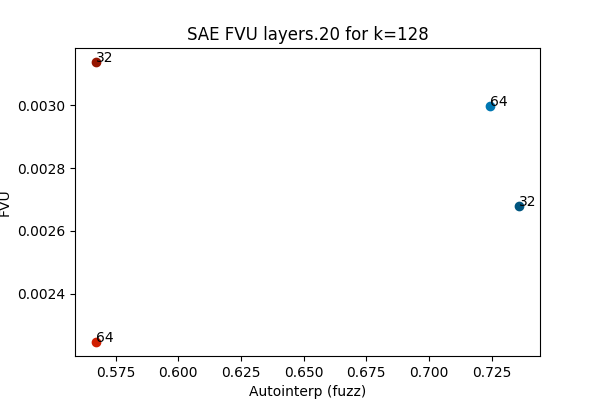 SAE FVU layers.20 for k=128
32
64
32
64
0.0030
0.0028
0.0026
0.0024
FVU
0.575 0.600 0.625 0.650 0.675 0.700 0.725
Autointerp (fuzz)